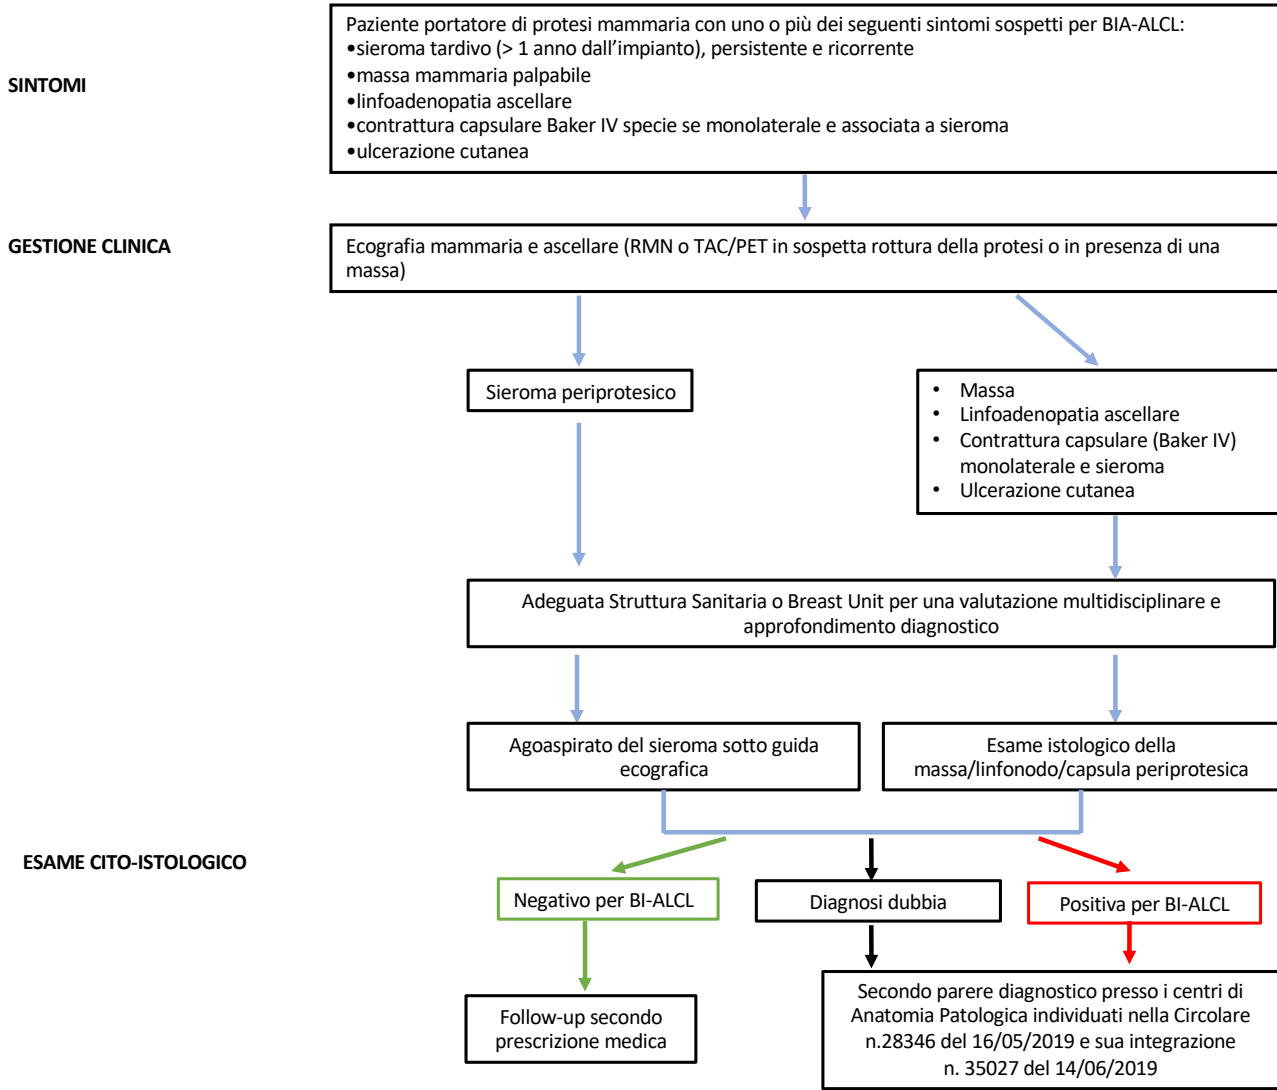 Paziente portatore di protesi mammaria con uno o più dei seguenti sintomi sospetti per BIA-ALCL:
•sieroma tardivo (> 1 anno dall'impianto), persistente e ricorrente
•massa mammaria palpabile
SINTOMI
•linfoadenopatia ascellare
•contrattura capsulare Baker IV specie se monolaterale e associata a sieroma
•ulcerazione cutanea
GESTIONE CLINICA
Ecografia mammaria e ascellare (RMN o TAC/PET in sospetta rottura della protesi o in presenza di una
massa)
Sieroma periprotesico
• Massa
• Linfoadenopatia ascellare
• Contrattura capsulare (Baker IV)
monolaterale e sieroma
• Ulcerazione cutanea
Adeguata Struttura Sanitaria o Breast Unit per una valutazione multidisciplinare e
approfondimento diagnostico
Agoaspirato del sieroma sotto guida
ecografica
Esame istologico della
massa/linfonodo/capsula periprotesica
ESAME CITO-ISTOLOGICO
Negativo per BI-ALCL
Diagnosi dubbia
Positiva per BI-ALCL
Follow-up secondo
prescrizione medica
Secondo parere diagnostico presso i centri di
Anatomia Patologica individuati nella Circolare
n.28346 del 16/05/2019 e sua integrazione
n. 35027 del 14/06/2019